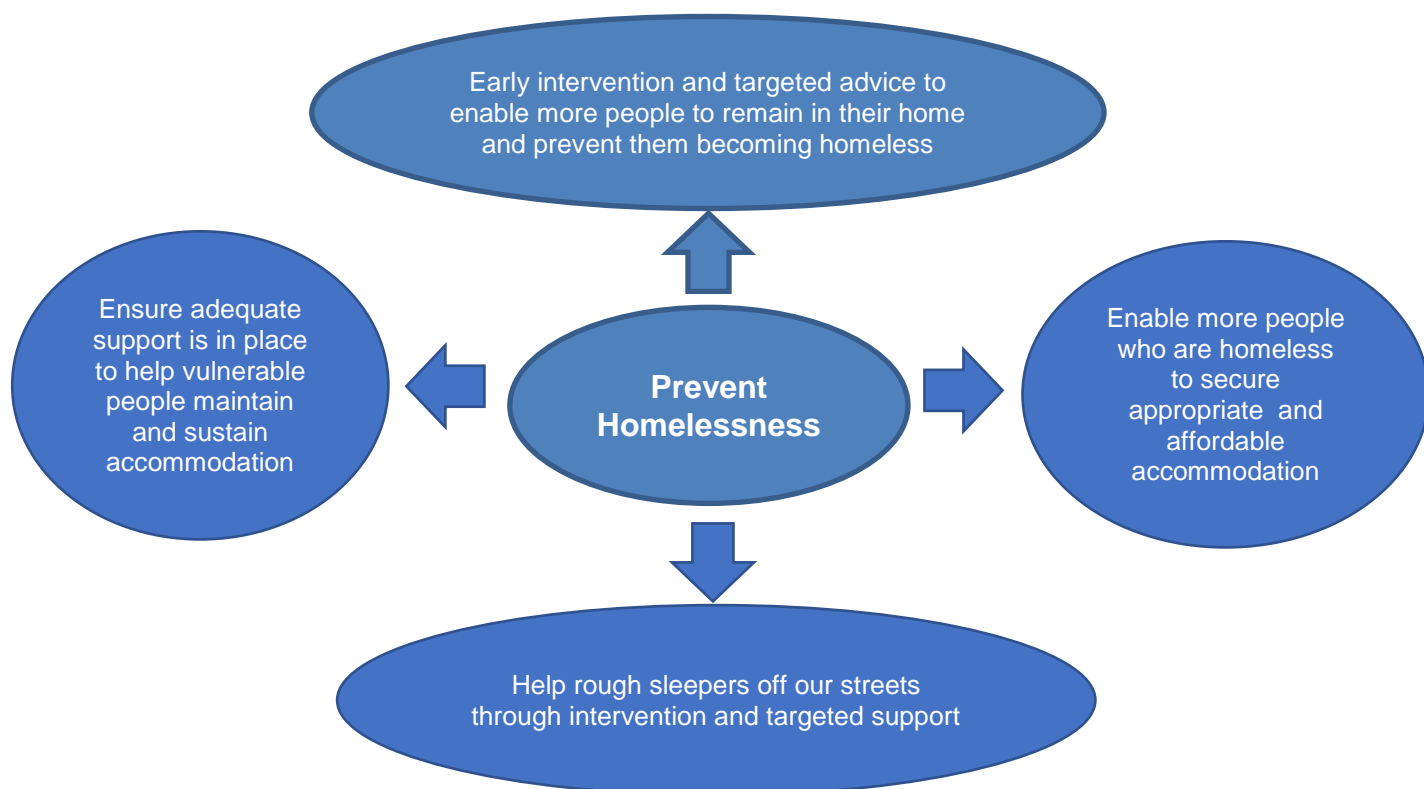 Early intervention and targeted advice to
enable more people to remain in their home
and prevent them becoming homeless
Ensure adequate
support is in place
to help vulnerable
people maintain
and sustain
accommodation
Prevent
Homelessness
Enable more people
who are homeless
to secure
appropriate  and
affordable
accommodation
Help rough sleepers off our streets
through intervention and targeted support